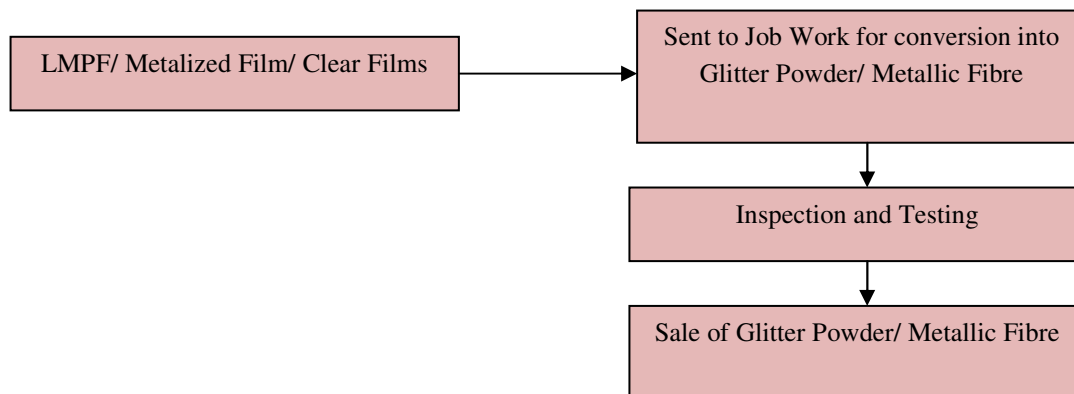 LMPF/ Metalized Film/ Clear Films
Sent to Job Work for conversion into
Glitter Powder/ Metallic Fibre
Inspection and Testing
Sale of Glitter Powder/ Metallic Fibre